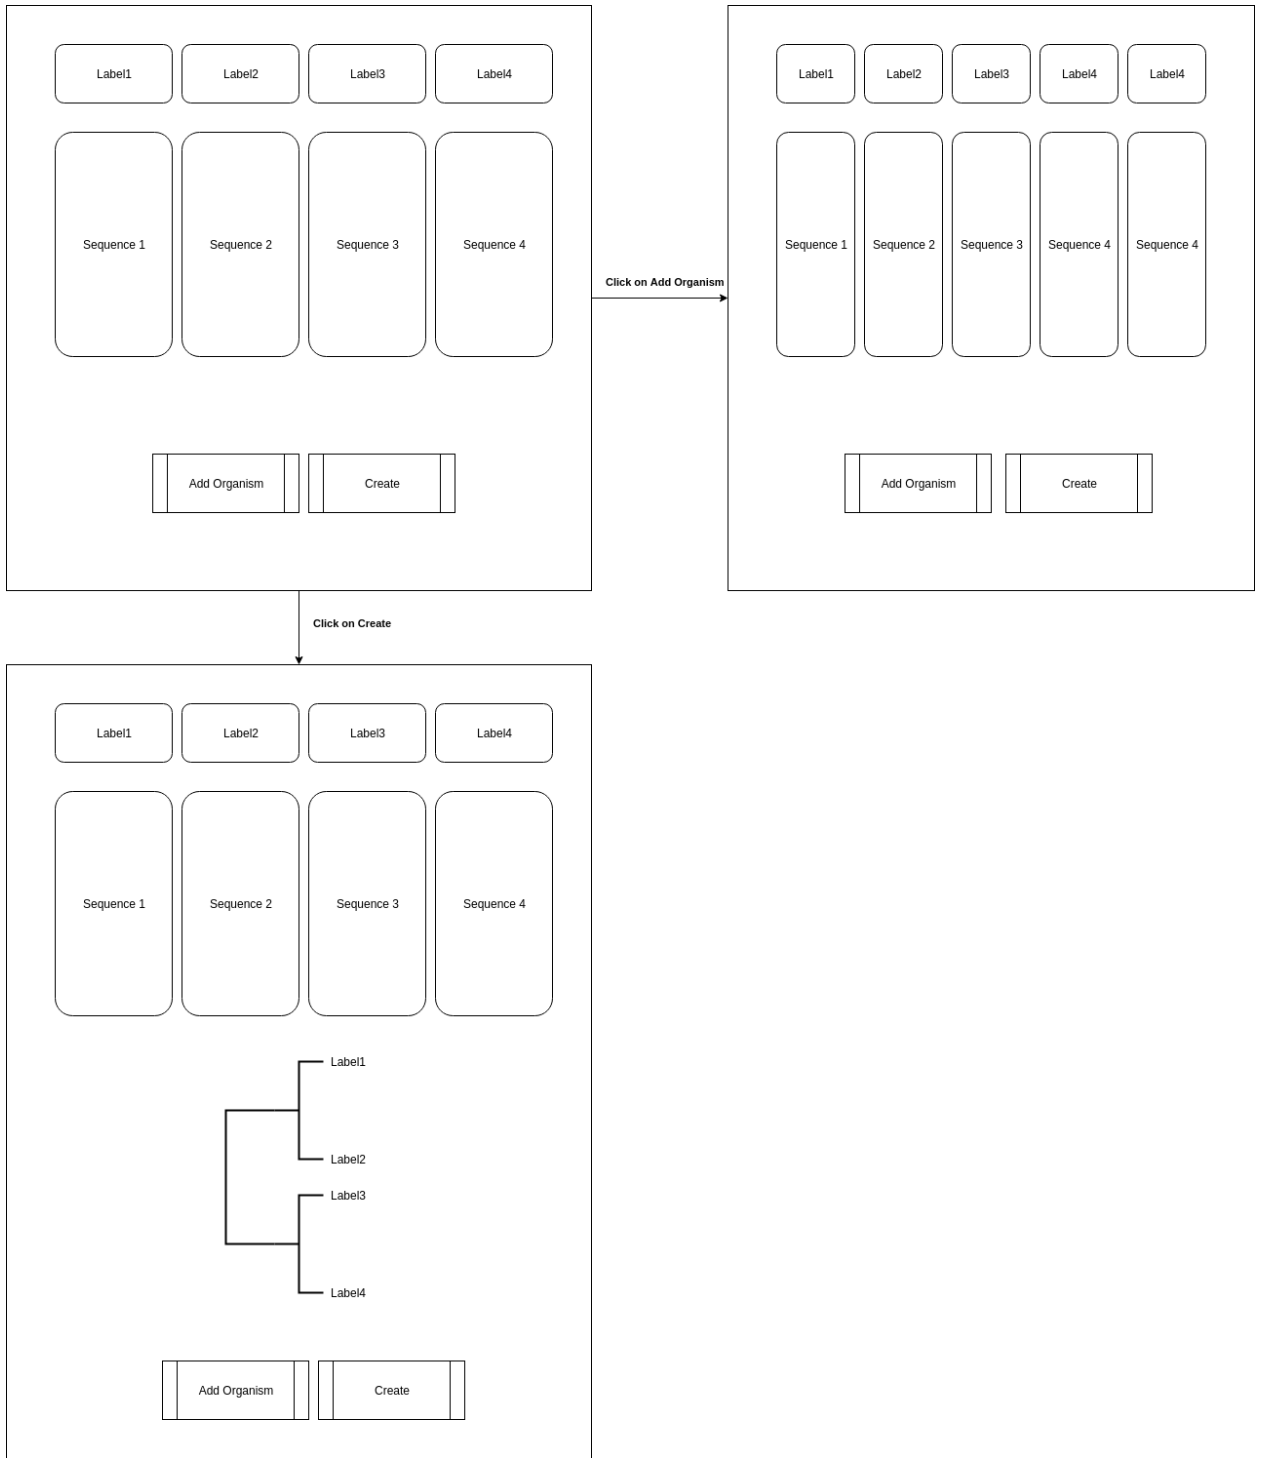 Label1
Label2
Label3
Label4
Sequence 1
Sequence 2
Sequence 3
Sequence 4
Add Organism
Create
Click on Add Organism
Label1
Label2
Label3
Label4
Label4
Sequence 1
Sequence 2
Sequence 3
Sequence 4
Sequence 4
Add Organism
Create
Click on Create
Label1
Label2
Label3
Label4
Sequence 1
Sequence 2
Sequence 3
Sequence 4
Label1
Label2
Label3
Label4
Add Organism
Create